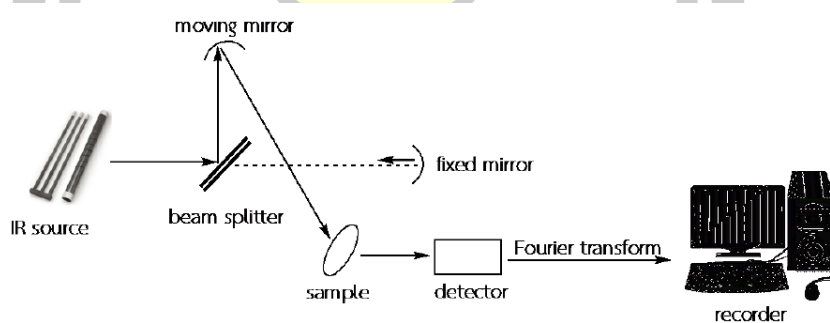 moving mirror
fixed mirror
IR source
beam splitter
Fourier transform
sample
detector
recorder